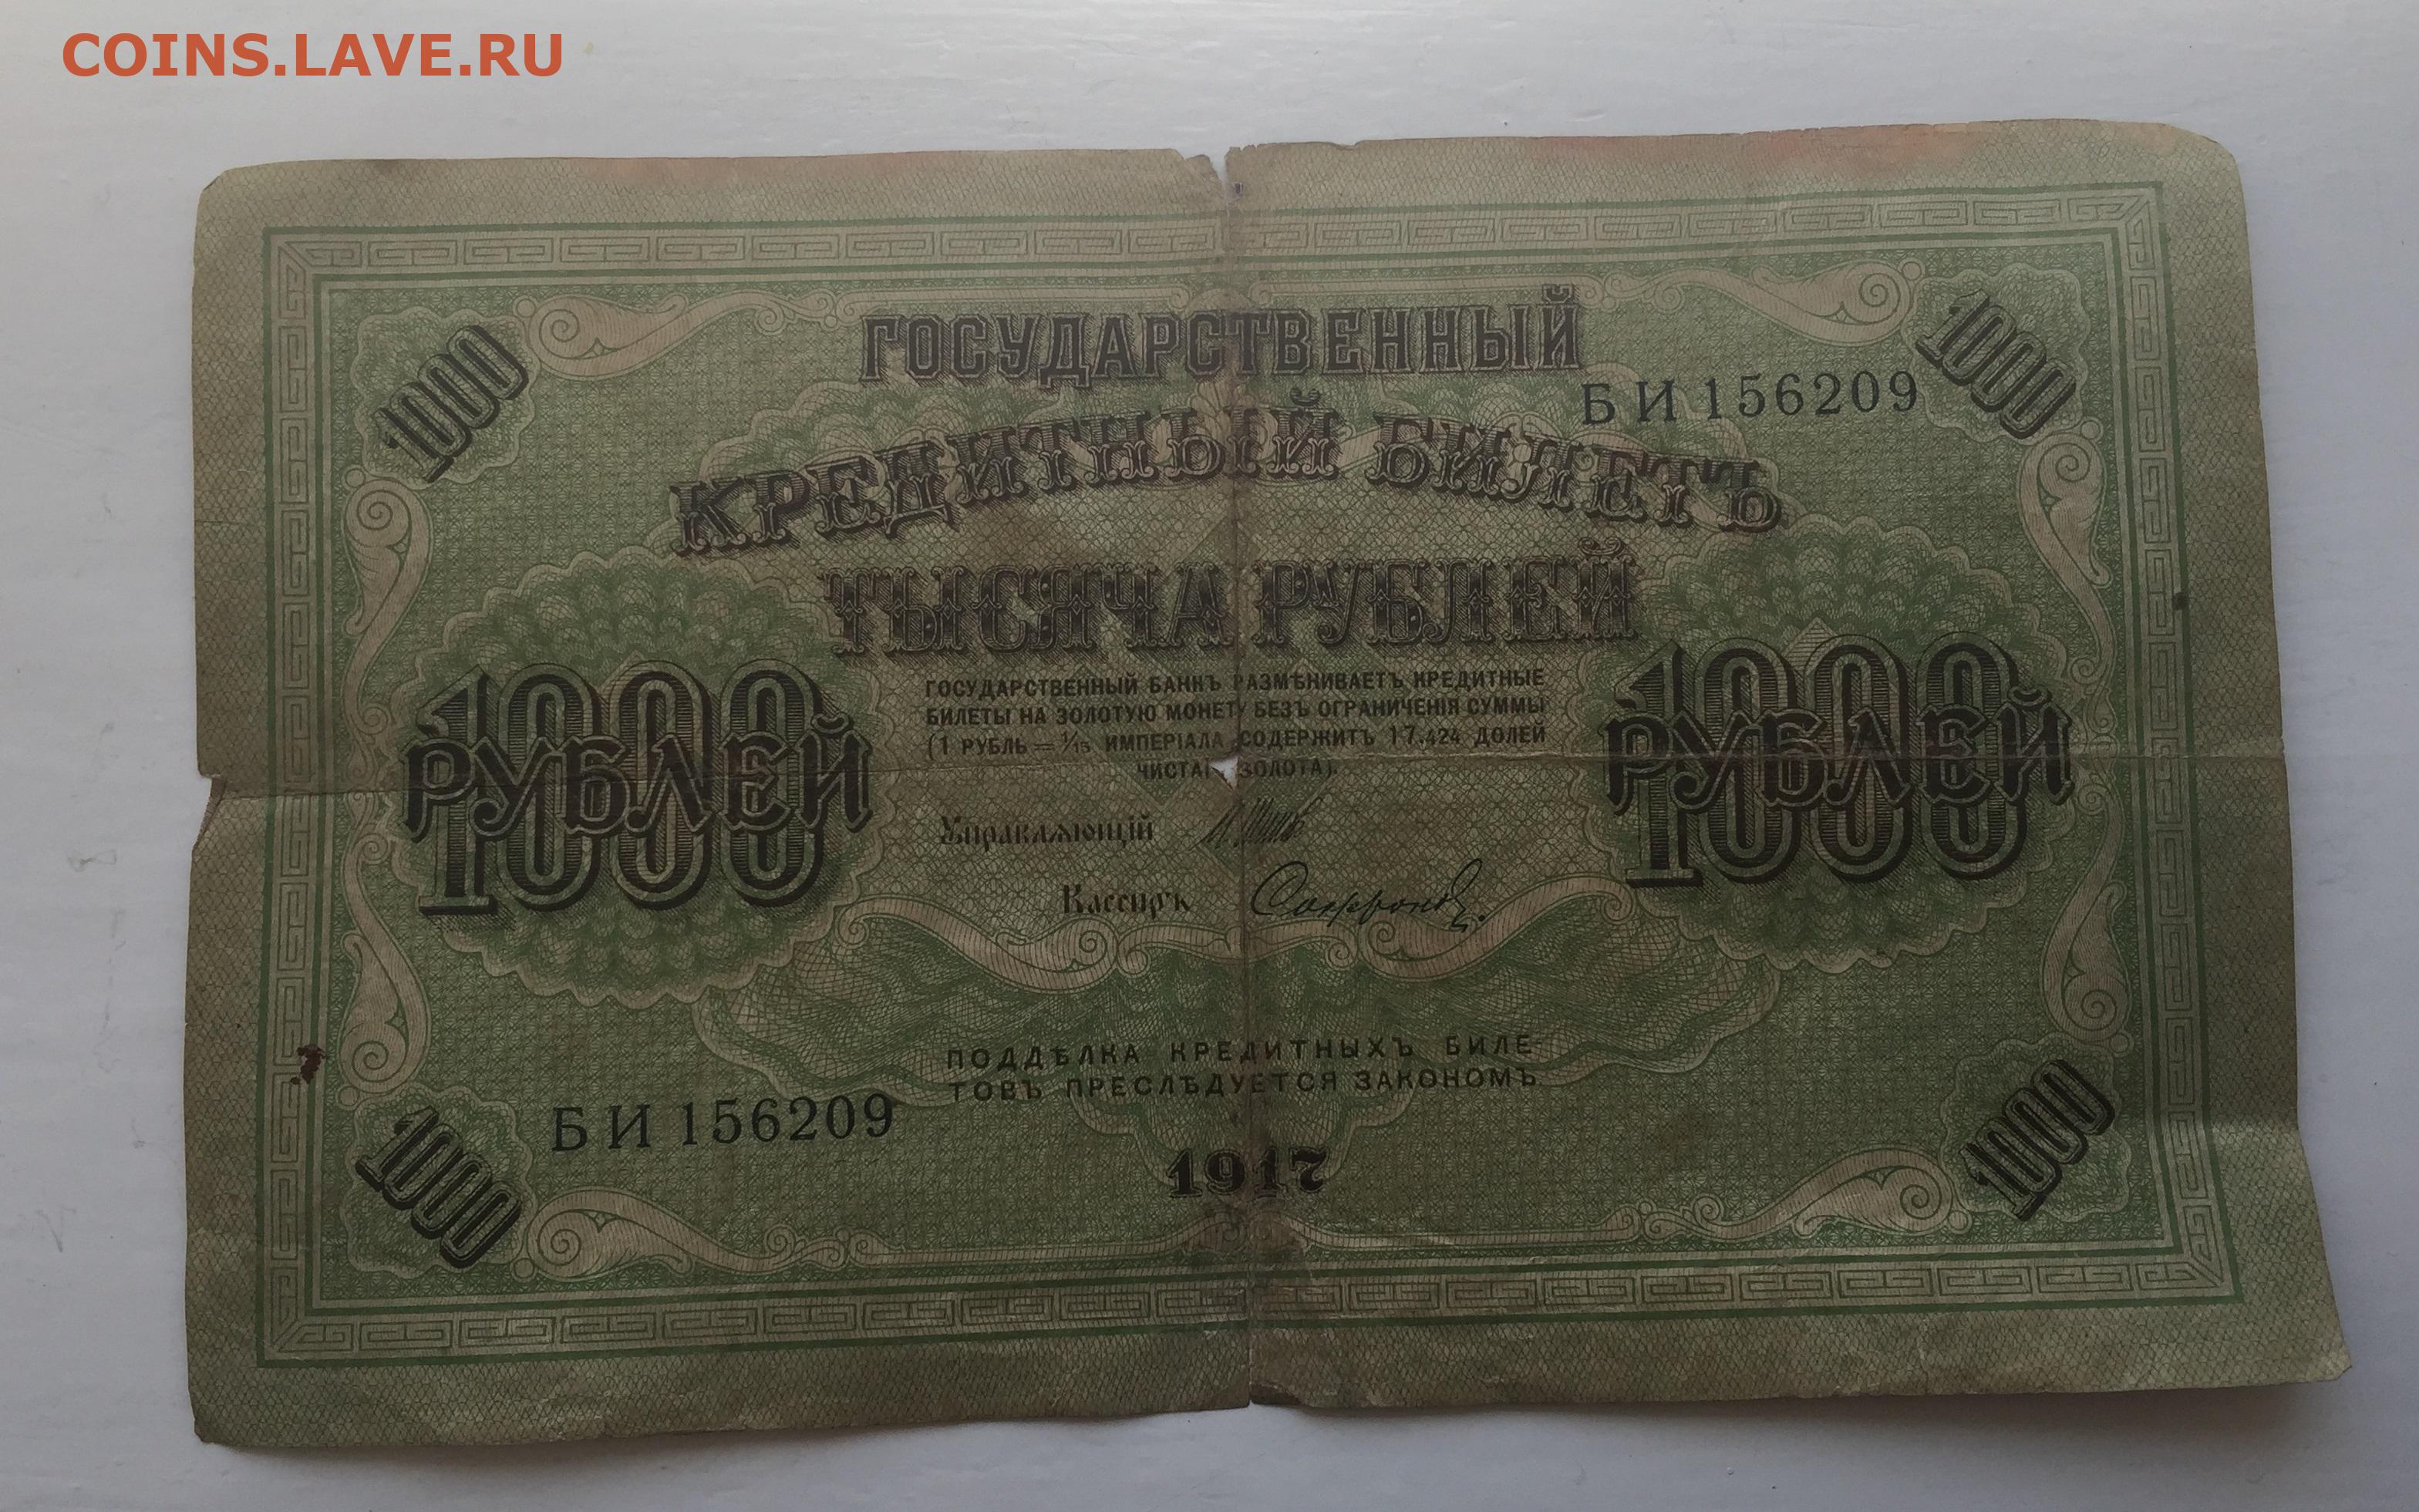 COINS.LAVE.RU
1000
1000
ГОСУДАРСТВЕННЫЙ
БИ 156209
КРЕДИТНЫЙ БИЛЕТЪ
ТЫСЯЧА РУБЛЕЙ
1000
РУБЛЕЙ
1000
РУБЛЕЙ
ГОСУДАРСТВЕННЫЙ БАНКЪ РАЗМѢНИВАЕТЪ КРЕДИТНЫЕ
БИЛЕТЫ НА ЗОЛОТУЮ МОНЕТУ БЕЗЪ ОГРАНИЧЕНІЯ СУММЫ
(1 РУБЛЬ = 1/15 ИМПЕРІАЛА, СОДЕРЖИТЪ 17.424 ДОЛЕЙ
ЗОЛОТА).
Управляющій
Кассиръ Сафронов
ПОДДѢЛКА КРЕДИТНЫХЪ БИЛЕ-
ТОВЪ ПРЕСЛѢДУЕТСЯ ЗАКОНОМЪ
БИ 156209
1917
1000
1000